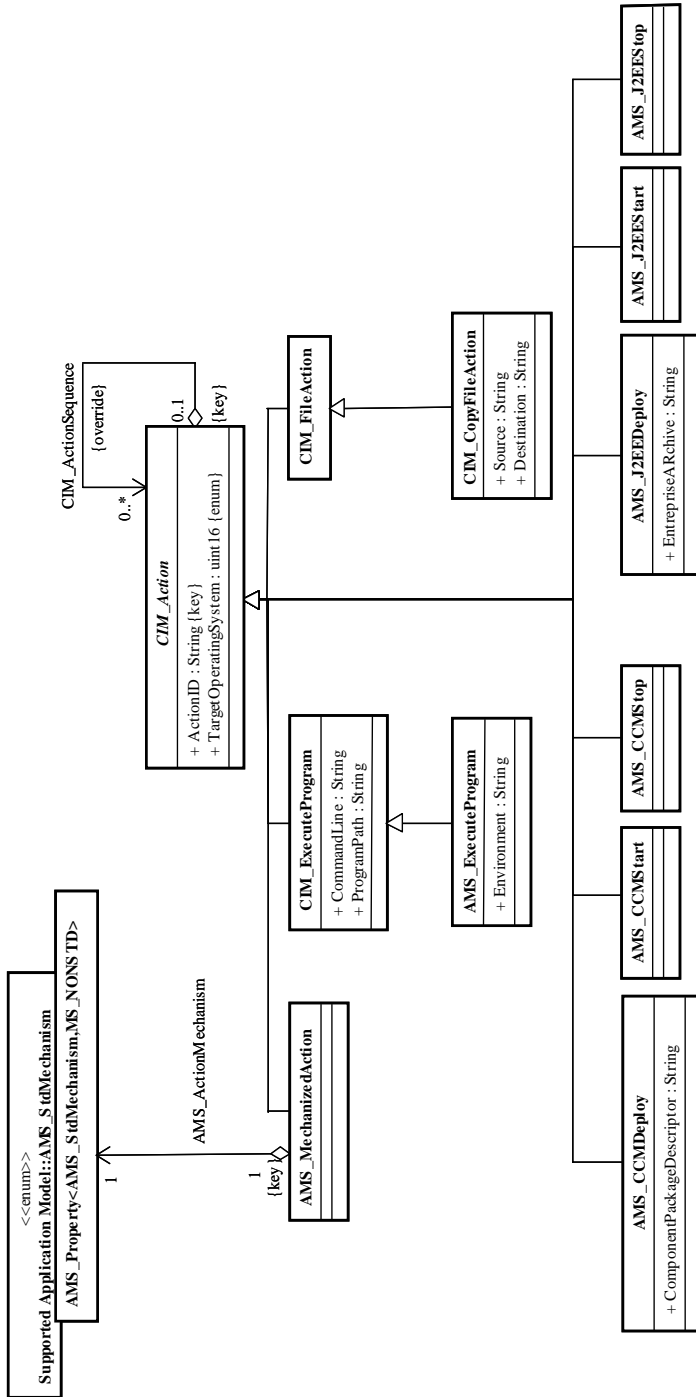 <<enum>>
Supported Application Model::AMS_StdMechanism
AMS_Property<AMS_StdMechanism,MS_NONSTD>
1
AMS_ActionMechanism
1
{key}
AMS_MechanizedAction
CIM_ActionSequence
{override}
0..*
0..1
{key}
CIM_Action
+ ActionID : String {key}
+ TargetOperatingSystem : uint16 {enum}
CIM_ExecuteProgram
+ CommandLine : String
+ ProgramPath : String
CIM_FileAction
AMS_ExecuteProgram
+ Environment : String
CIM_CopyFileAction
+ Source : String
+ Destination : String
AMS_CCMDeploy
+ ComponentPackageDescriptor : String
AMS_CCMStart
AMS_CCMStop
AMS_J2EEDeploy
+ EntrepriseARchive : String
AMS_J2EEStart
AMS_J2EEStop